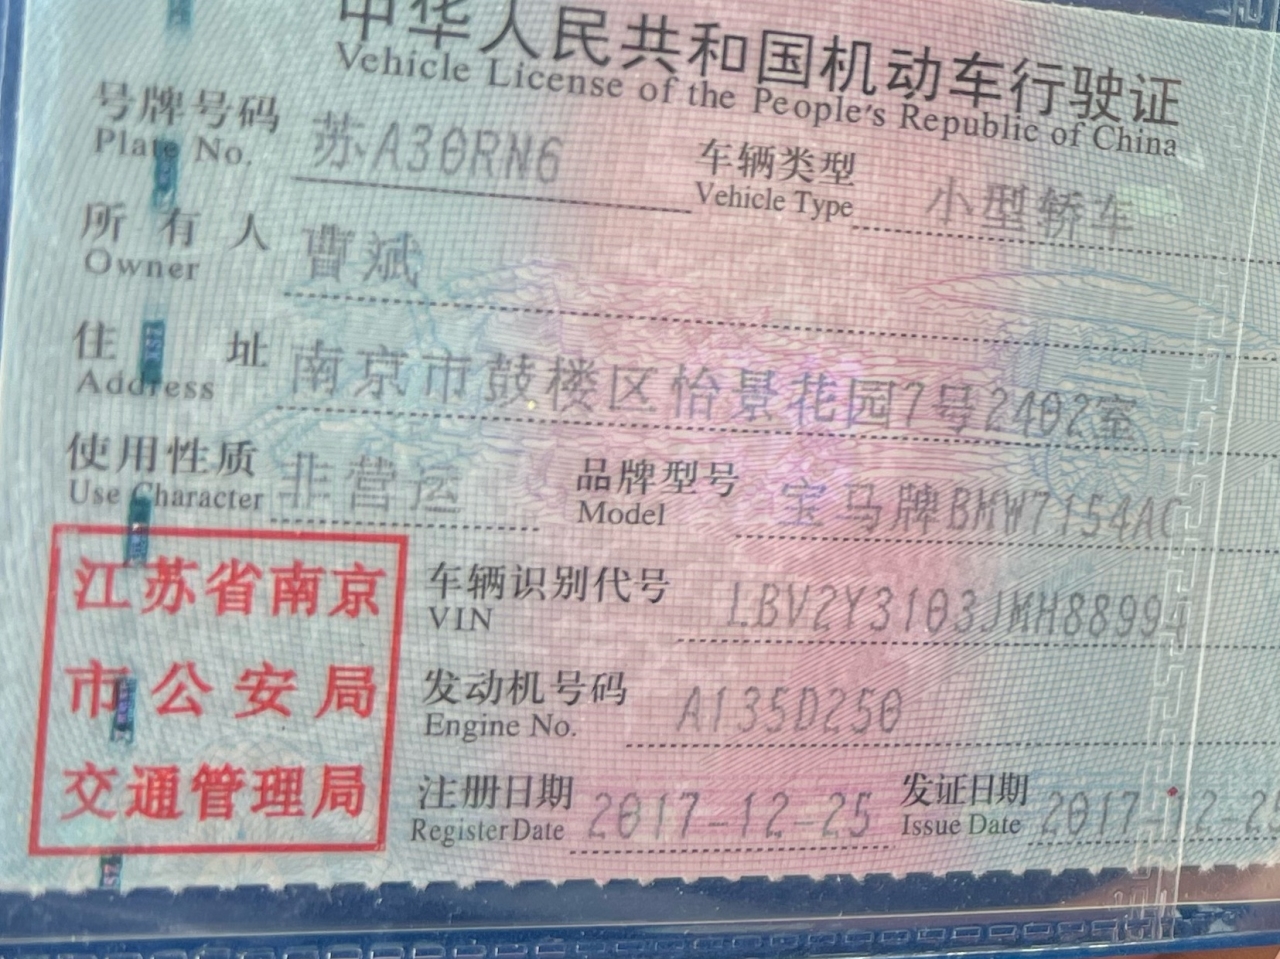 中华人民共和国机动车行驶证
Vehicle License of the People's Republic of China
号牌号码 苏A30RN6 车辆类型 小型轿车
Plate No. Vehicle Type
所有人 曹斌
Owner
住址 南京市鼓楼区怡景花园7号2402室
Address
使用性质 非营运 品牌型号 宝马牌BMW7154AC
Use Character Model
江苏省南京
市公安局
交通管理局
车辆识别代号 LBV2Y3103JMH88994
VIN
发动机号码 A135D250
Engine No.
注册日期 2017-12-25 发证日期 2017-12-2
Register Date Issue Date